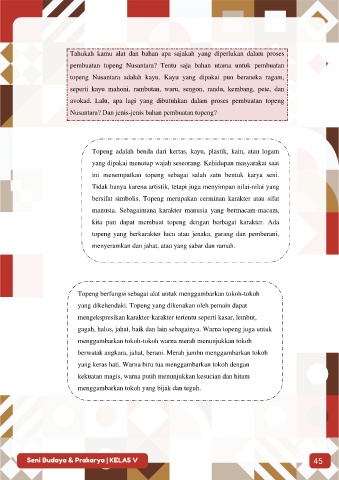 Tahukah kamu alat dan bahan apa sajakah yang diperlukan dalam proses
pembuatan topeng Nusantara? Tentu saja bahan utama untuk pembuatan
topeng Nusantara adalah kayu. Kayu yang dipakai pun beraneka ragam,
seperti kayu mahoni, rambutan, waru, sengon, randu, kembang, pete, dan
avokad. Lalu, apa lagi yang dibutuhkan dalam proses pembuatan topeng
Nusantara? Dan jenis-jenis bahan pembuatan topeng?
Topeng adalah benda dari kertas, kayu, plastik, kain, atau logam
yang dipakai menutup wajah seseorang. Kehidupan masyarakat saat
ini menempatkan topeng sebagai salah satu bentuk karya seni.
Tidak hanya karena artistik, tetapi juga menyimpan nilai-nilai yang
bersifat simbolis. Topeng merupakan cerminan karakter atau sifat
manusia. Sebagaimana karakter manusia yang bermacam-macam,
kita pun dapat membuat topeng dengan berbagai karakter. Ada
topeng yang berkarakter lucu atau jenaka, garang dan pemberani,
menyeramkan dan jahat, atau yang sabar dan ramah.
Topeng berfungsi sebagai alat untuk menggambarkan tokoh-tokoh
yang dikehendaki. Topeng yang dikenakan oleh pemain dapat
mengekspresikan karakter-karakter tertentu seperti kasar, lembut,
gagah, halus, jahat, baik dan lain sebagainya. Warna topeng juga untuk
menggambarkan tokoh-tokoh warna merah menunjukkan tokoh
berwatak angkara, jahat, berani. Merah jambu menggambarkan tokoh
yang keras hati. Warna biru tua menggambarkan tokoh dengan
kekuatan magis, warna putih menunjukkan kesucian dan hitam
menggambarkan tokoh yang bijak dan teguh.
Seni Budaya & Prakarya | KELAS V
45